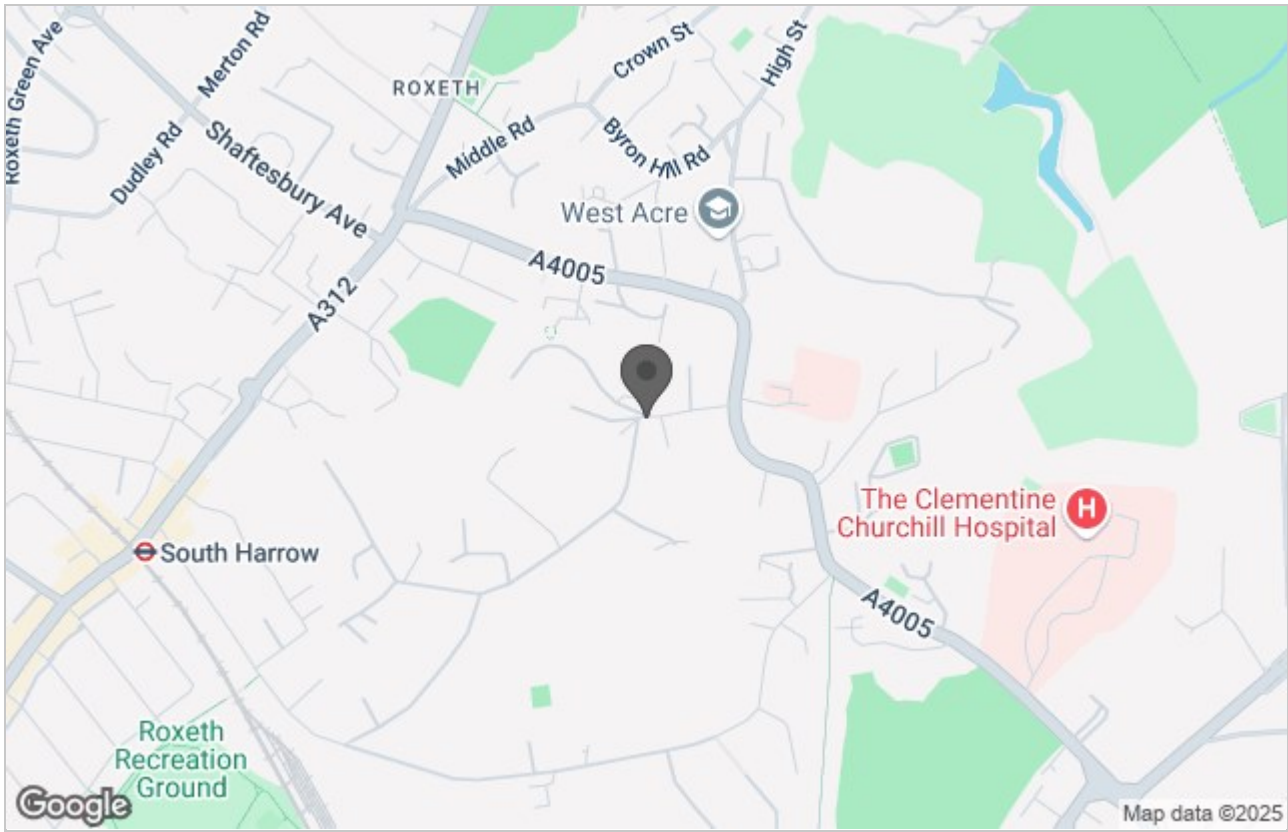 Roxeth Green Ave
Merton Rd
Dudley Rd
Shaftesbury Ave
ROXETH
Crown St
High St
Middle Rd
Byron Hill Rd
West Acre
A4005
A312
The Clementine
Churchill Hospital
H
South Harrow
A4005
Roxeth
Recreation
Ground
Google
Map data ©2025